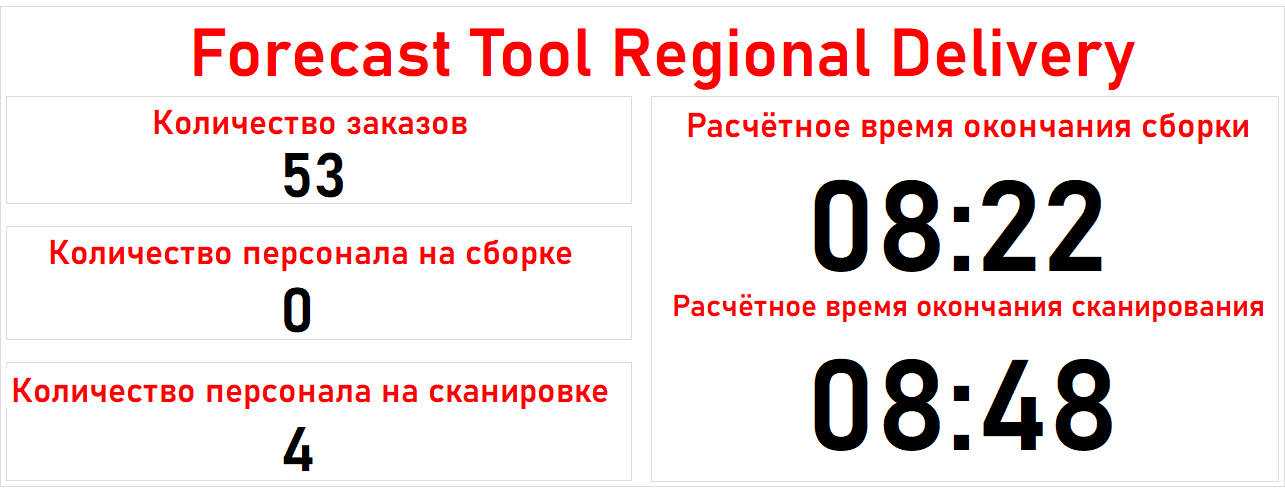 Forecast Tool Regional Delivery
Количество заказов
53
Количество персонала на сборке
0
Количество персонала на сканировке
4
Расчётное время окончания сборки
08:22
Расчётное время окончания сканирования
08:48